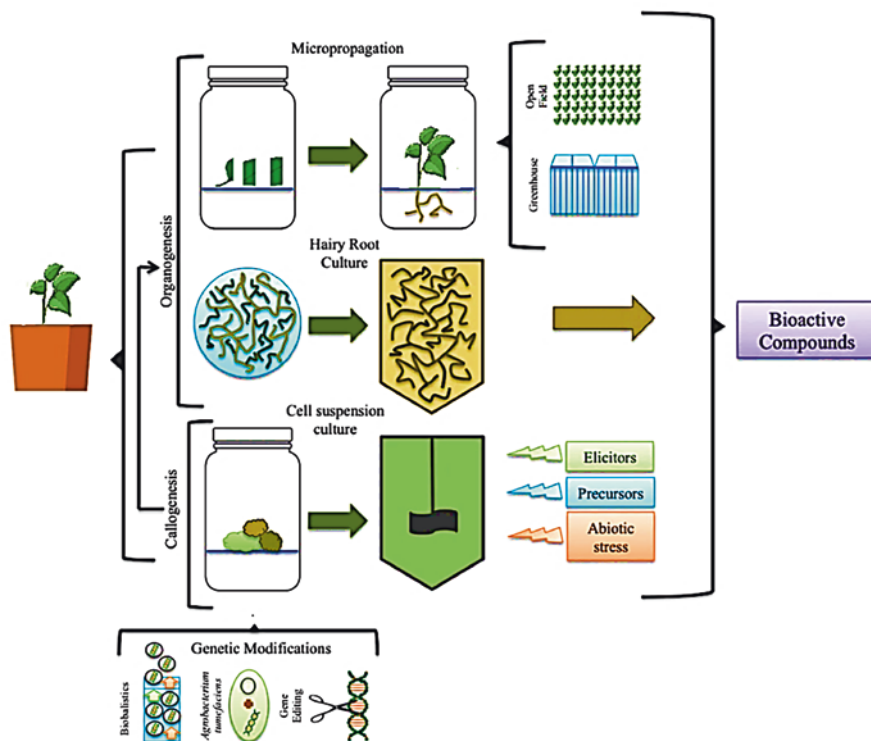 Micropropagation
Open
Field
Greenhouse
Organogenesis
Hairy Root
Culture
Bioactive
Compounds
Cell suspension
culture
Callogenesis
Elicitors
Precursors
Abiotic
stress
Genetic Modifications
Biobalistics
Agrobacterium
tumefaciens
Gene
Editing